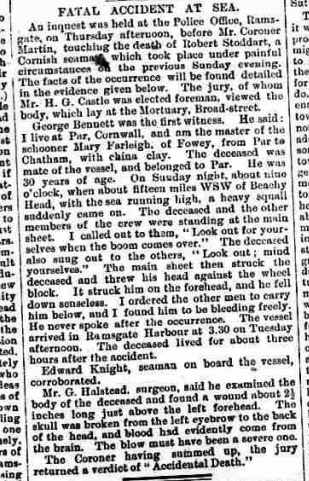 FATAL ACCIDENT AT SEA.
An inquest was held at the Police Office, Rams-
gate, on Thursday afternoon, before Mr. Coroner
Martin, touching the death of Robert Stoddart, a
Cornish seaman, which took place under painful
circumstances on the previous Sunday evening.
The facts of the occurrence will be found detailed
in the evidence given below. The jury, of whom
Mr. H. G. Castle was elected foreman, viewed the
body, which lay at the Mortuary, Broad-street.
George Bennett was the first witness. He said:
I live at Par, Cornwall, and am the master of the
schooner Mary Farleigh, of Fowey, from Par to
Chatham, with china clay. The deceased was
mate of the vessel, and belonged to Par. He was
30 years of age. On Sunday night, about nine
o'clock, when about fifteen miles WSW of Beachy
Head, with the sea running high, a heavy squall
suddenly came on. The deceased and the other
members of the crew were standing at the main
sheet. I called out to them, "Look out for your-
selves when the boom comes over." The deceased
also sung out to the others, "Look out; mind
yourselves." The main sheet then struck the
deceased and threw his head against the wheel
block. It struck him on the forehead, and he fell
down senseless. I ordered the other men to carry
him below, and I found him to be bleeding freely.
He never spoke after the occurrence. The vessel
arrived in Ramsgate Harbour at 3.30 on Tuesday
afternoon. The deceased lived for about three
hours after the accident.
Edward Knight, seaman on board the vessel,
corroborated.
Mr. G. Halstead, surgeon, said he examined the
body of the deceased and found a wound about 2½
inches long just above the left forehead. The
skull was broken from the left eyebrow to the back
of the head, and blood had evidently come from
the brain. The blow must have been a severe one.
The Coroner having summed up, the jury
returned a verdict of "Accidental Death."